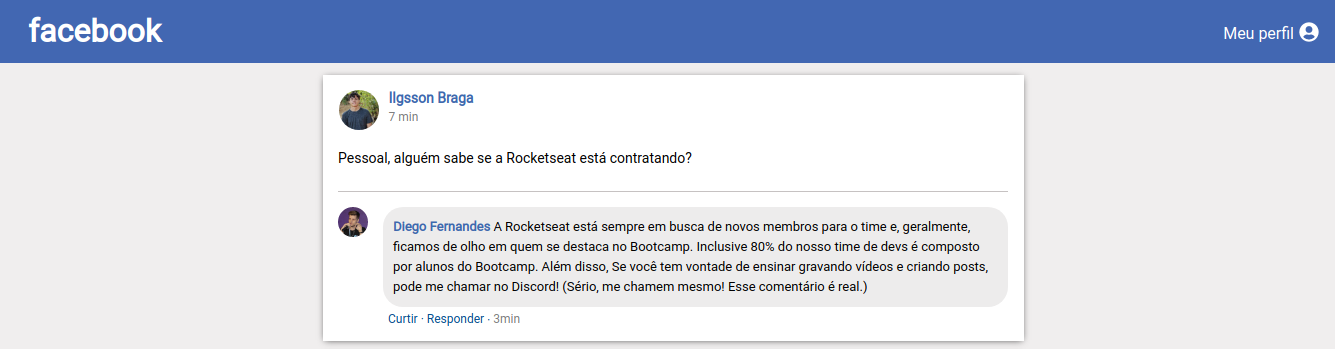 facebook
Meu perfil
Ilgsson Braga
7 min
Pessoal, alguém sabe se a Rocketseat está contratando?
Diego Fernandes A Rocketseat está sempre em busca de novos membros para o time e, geralmente,
ficamos de olho em quem se destaca no Bootcamp. Inclusive 80% do nosso time de devs é composto
por alunos do Bootcamp. Além disso, Se você tem vontade de ensinar gravando vídeos e criando posts,
pode me chamar no Discord! (Sério, me chamem mesmo! Esse comentário é real.)
Curtir · Responder · 3min